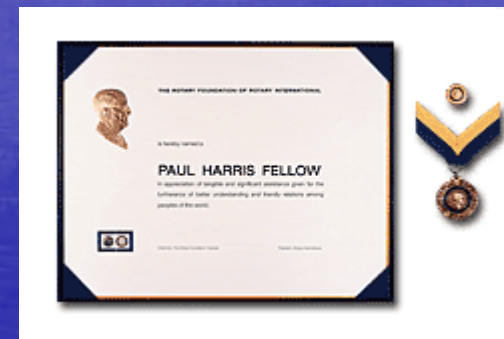 THE ROTARY FOUNDATION OF ROTARY INTERNATIONAL
is hereby named a
PAUL HARRIS FELLOW
in appreciation of tangible and significant assistance given for the
furtherance of better understanding and friendly relations among
peoples of the world.